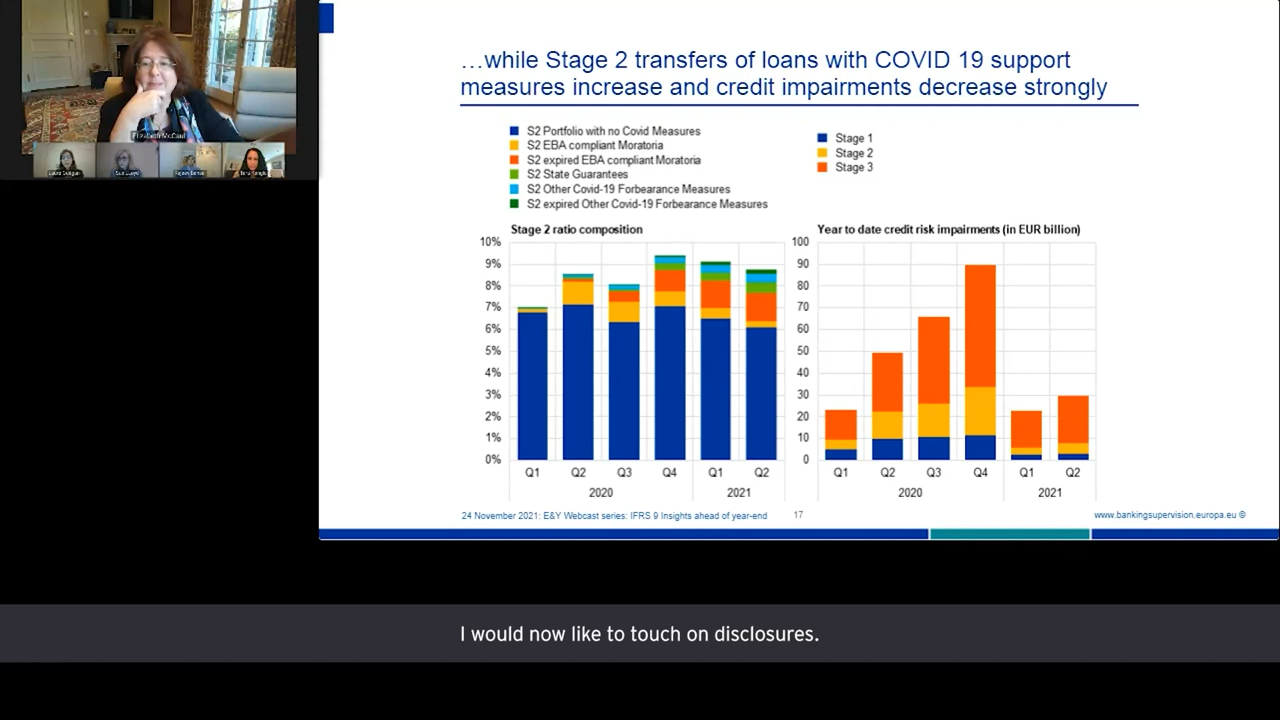 Elizabeth McCaul
Laure Guégan
Sue Lloyd
…while Stage 2 transfers of loans with COVID 19 support
measures increase and credit impairments decrease strongly
S2 Portfolio with no Covid Measures
S2 EBA compliant Moratoria
S2 expired EBA compliant Moratoria
S2 State Guarantees
S2 Other Covid-19 Forbearance Measures
S2 expired Other Covid-19 Forbearance Measures
Stage 1
Stage 2
Stage 3
Stage 2 ratio composition
10%
9%
8%
7%
6%
5%
4%
3%
2%
1%
0%
Q1 Q2 Q3 Q4 Q1 Q2
2020 2021
Year to date credit risk impairments (in EUR billion)
100
90
80
70
60
50
40
30
20
10
0
Q1 Q2 Q3 Q4 Q1 Q2
2020 2021
24 November 2021: E&Y Webcast series: IFRS 9 Insights ahead of year-end
17
www.bankingsupervision.europa.eu ©
I would now like to touch on disclosures.